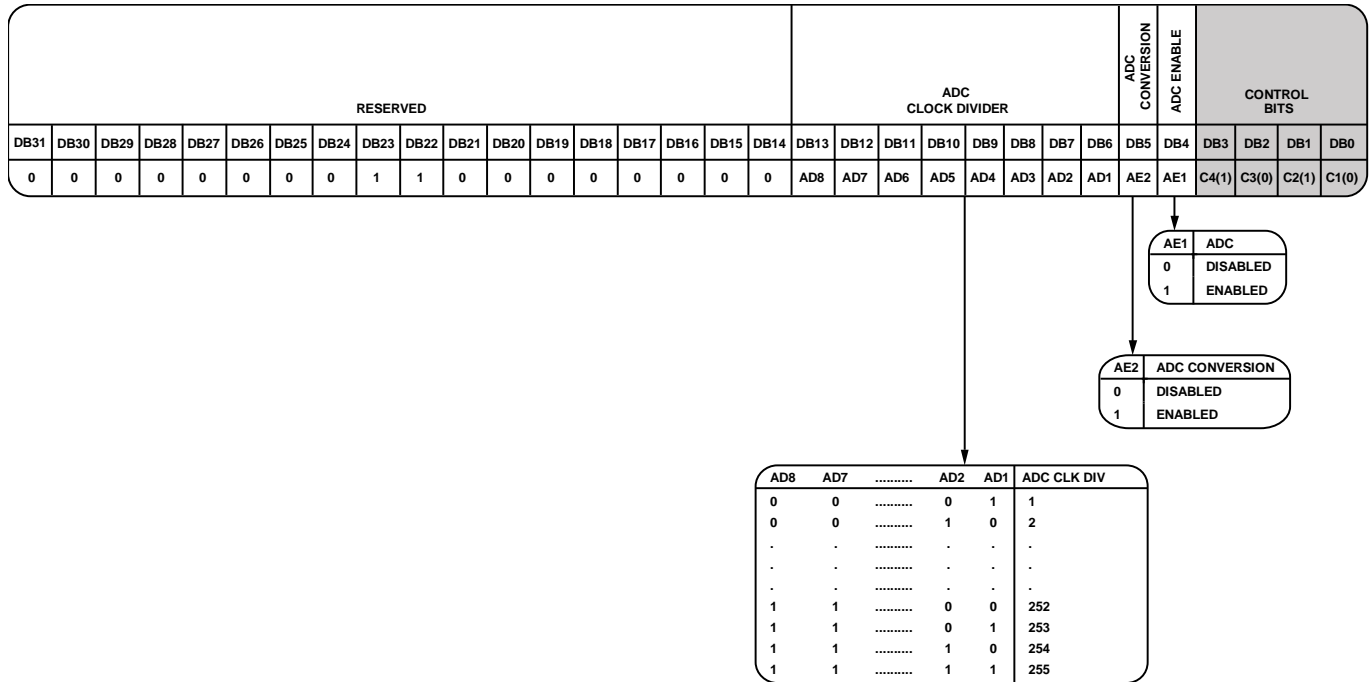 RESERVED
ADC
CLOCK DIVIDER
ADC
CONVERSION
ADC ENABLE
CONTROL
BITS
DB31 DB30 DB29 DB28 DB27 DB26 DB25 DB24 DB23 DB22 DB21 DB20 DB19 DB18 DB17 DB16 DB15 DB14 DB13 DB12 DB11 DB10 DB9 DB8 DB7 DB6 DB5 DB4 DB3 DB2 DB1 DB0
0 0 0 0 0 0 0 0 1 1 0 0 0 0 0 0 0 0 AD8 AD7 AD6 AD5 AD4 AD3 AD2 AD1 AE2 AE1 C4(1) C3(0) C2(1) C1(0)
AE1 ADC
0 DISABLED
1 ENABLED
AE2 ADC CONVERSION
0 DISABLED
1 ENABLED
AD8 AD7 .......... AD2 AD1 ADC CLK DIV
0 0 .......... 0 1 1
0 0 .......... 1 0 2
. . .......... . . .
. . .......... . . .
. . .......... . . .
1 1 .......... 0 0 252
1 1 .......... 0 1 253
1 1 .......... 1 0 254
1 1 .......... 1 1 255